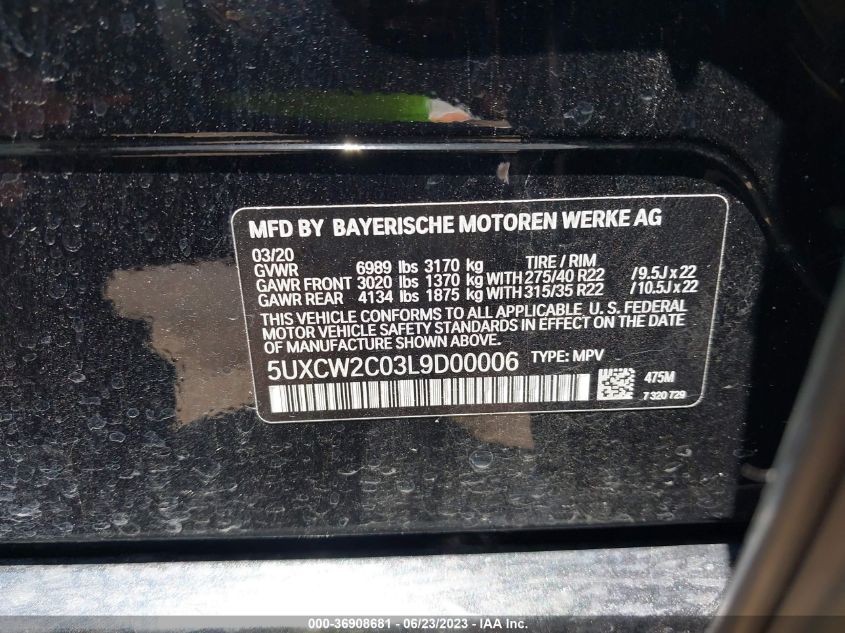 MFD BY BAYERISCHE MOTOREN WERKE AG
03/20 TIRE / RIM
GVWR 6989 lbs 3170 kg
GAWR FRONT 3020 lbs 1370 kg WITH 275/40 R22 /9.5J x 22
GAWR REAR 4134 lbs 1875 kg WITH 315/35 R22 /10.5J x 22
THIS VEHICLE CONFORMS TO ALL APPLICABLE U. S. FEDERAL
MOTOR VEHICLE SAFETY STANDARDS IN EFFECT ON THE DATE
OF MANUFACTURE SHOWN ABOVE.
5UXCW2C03L9D00006 TYPE: MPV
475M
7 320 729
000-36908681 - 06/23/2023 - IAA Inc.